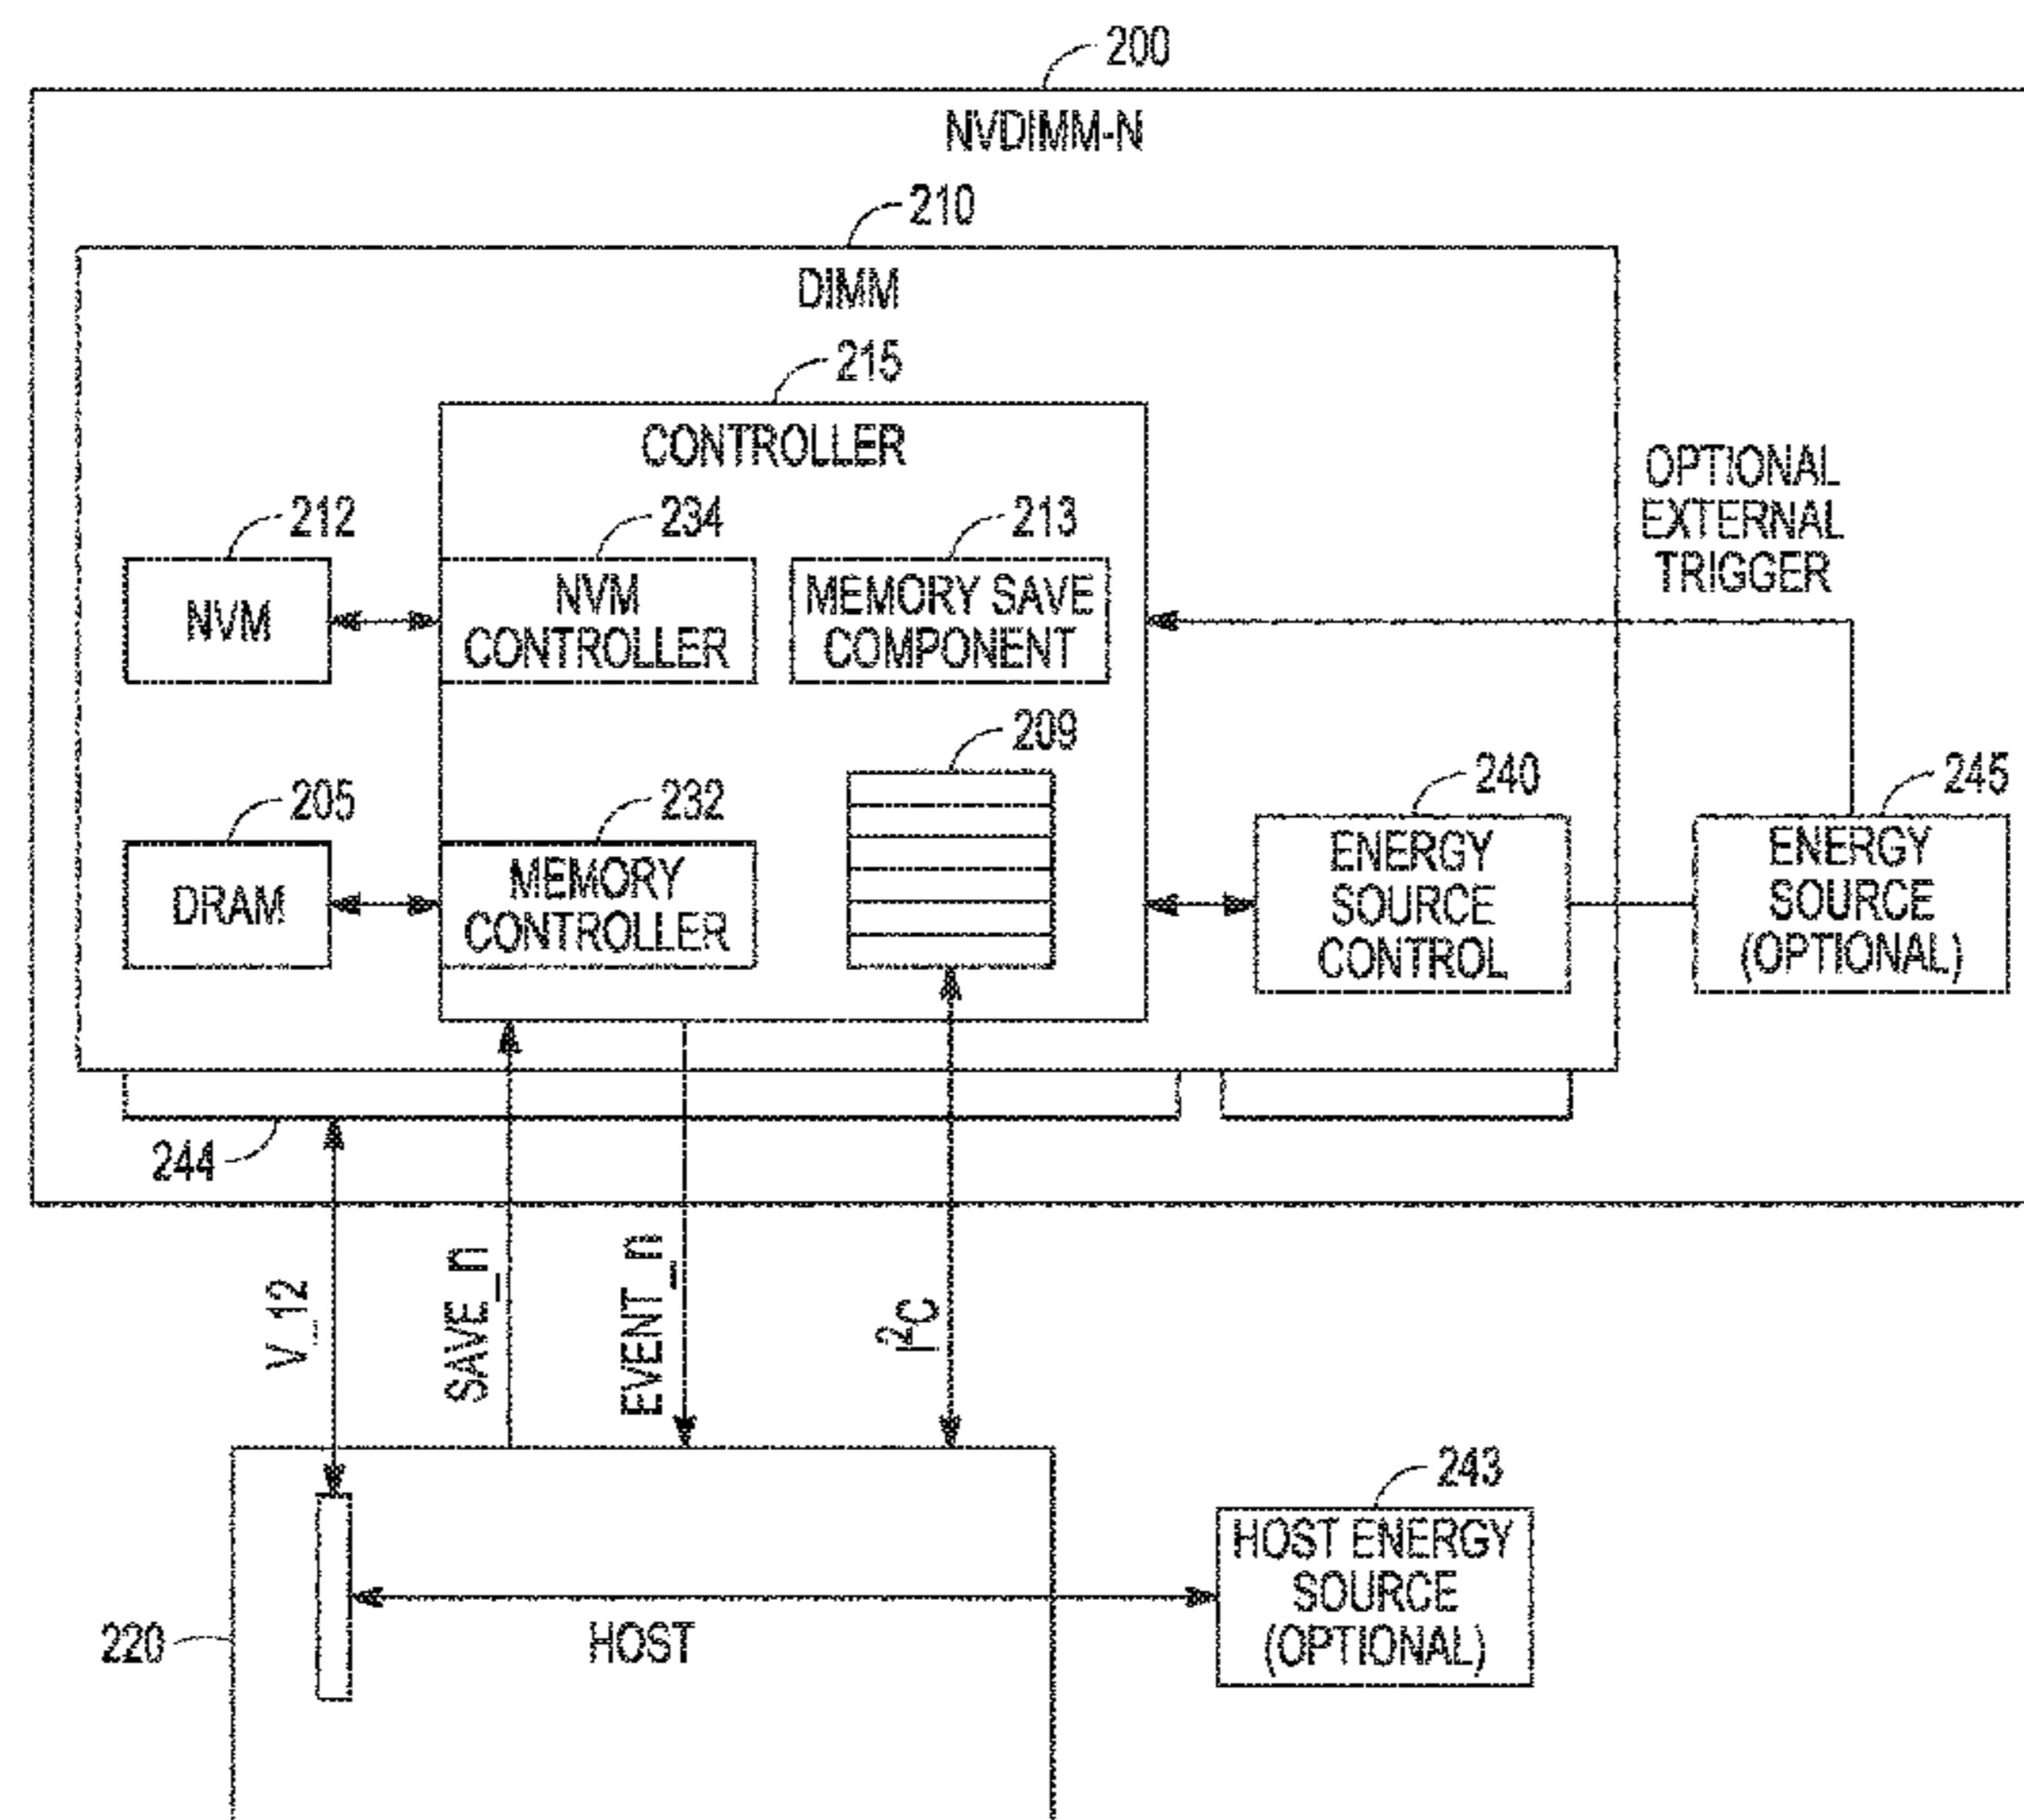 200
NVDIMM-N
210
DIMM
215
CONTROLLER
212
234
213
OPTIONAL
EXTERNAL
TRIGGER
NVM
NVM
CONTROLLER
MEMORY SAVE
COMPONENT
209
205
232
240
245
DRAM
MEMORY
CONTROLLER
ENERGY
SOURCE
CONTROL
ENERGY
SOURCE
(OPTIONAL)
244
V_12
SAVE_n
EVENT_n
I²C
243
HOST ENERGY
SOURCE
(OPTIONAL)
220
HOST